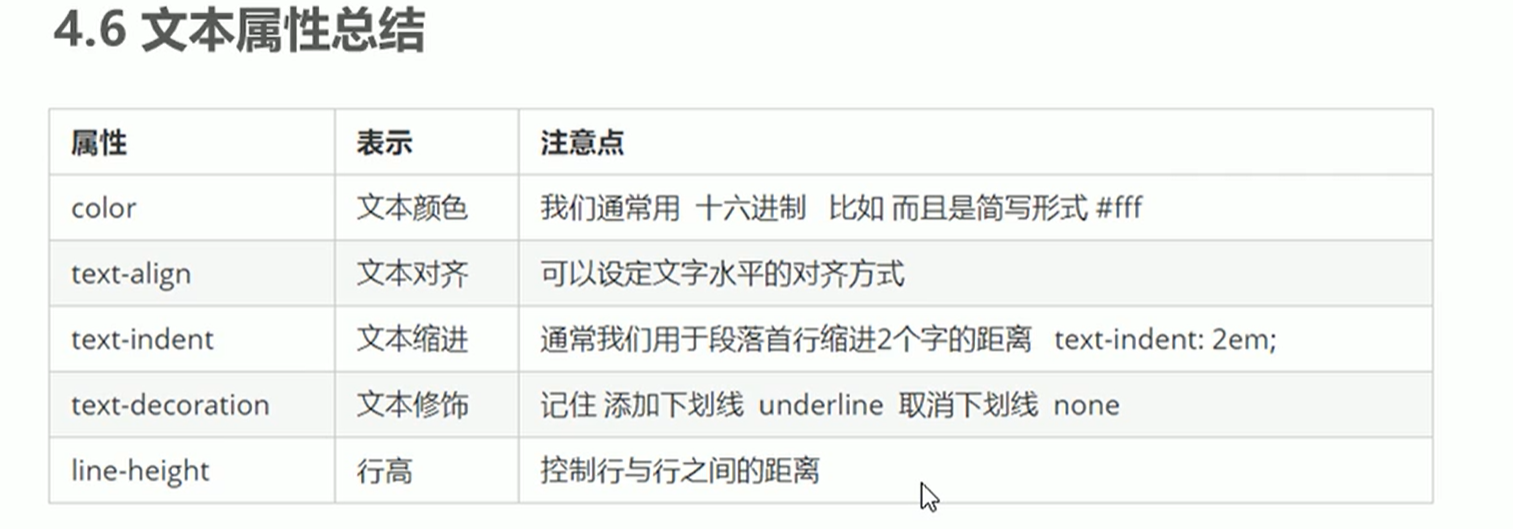 4.6 文本属性总结
属性 表示 注意点
color 文本颜色 我们通常用 十六进制 比如 而且是简写形式 #fff
text-align 文本对齐 可以设定文字水平的对齐方式
text-indent 文本缩进 通常我们用于段落首行缩进2个字的距离 text-indent: 2em;
text-decoration 文本修饰 记住 添加下划线 underline 取消下划线 none
line-height 行高 控制行与行之间的距离